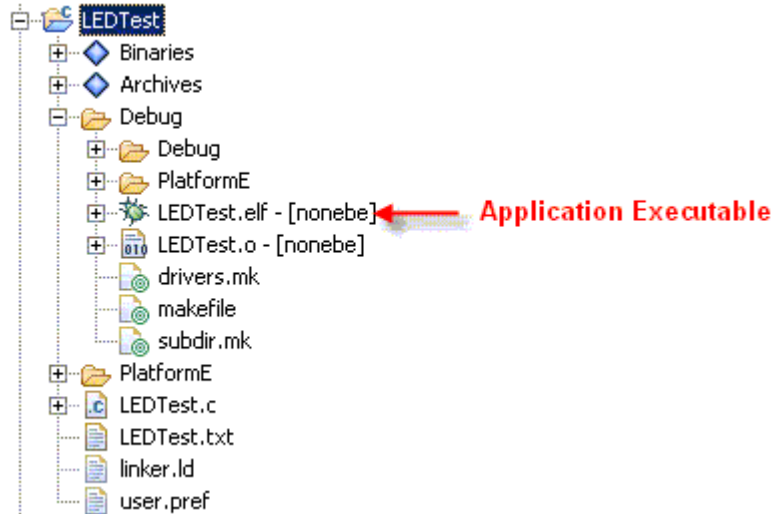 LEDTest
Binaries
Archives
Debug
Debug
PlatformE
LEDTest.elf - [nonebe] Application Executable
LEDTest.o - [nonebe]
drivers.mk
makefile
subdir.mk
PlatformE
LEDTest.c
LEDTest.txt
linker.ld
user.pref